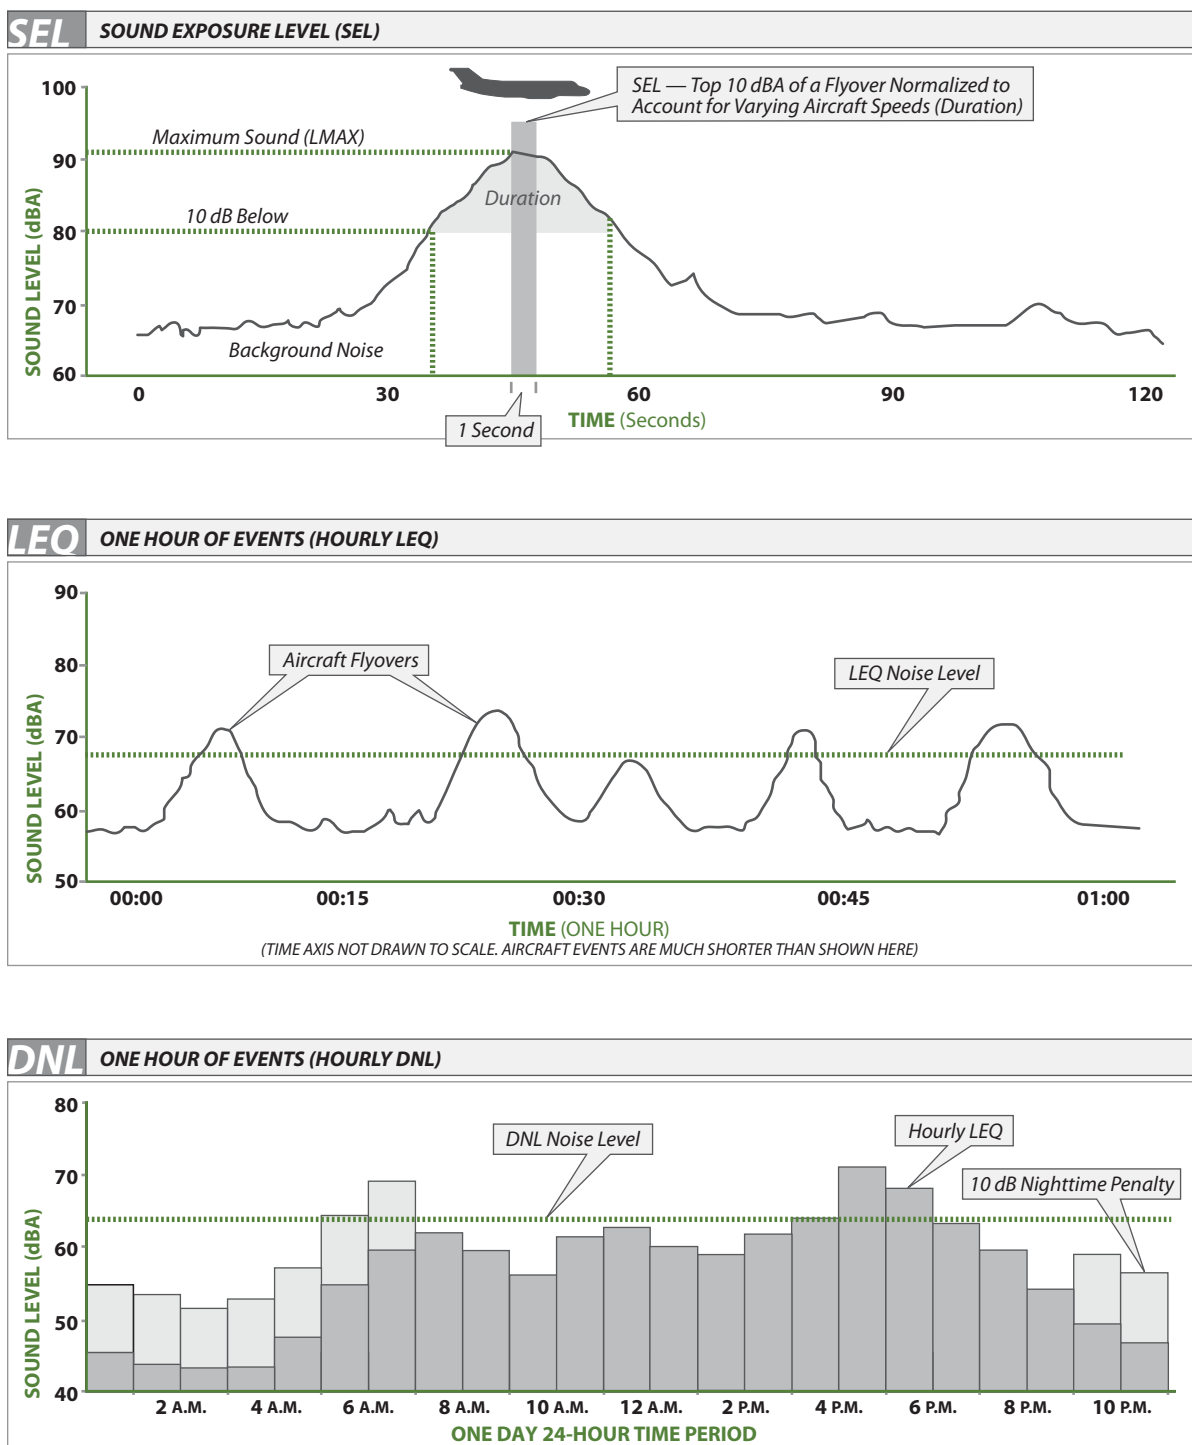 SEL SOUND EXPOSURE LEVEL (SEL)
100
90
80
70
60
SOUND LEVEL (dBA)
Maximum Sound (LMAX)
10 dB Below
Background Noise
Duration
SEL — Top 10 dBA of a Flyover Normalized to
Account for Varying Aircraft Speeds (Duration)
0 30 60 90 120
1 Second
TIME (Seconds)
LEQ ONE HOUR OF EVENTS (HOURLY LEQ)
90
80
70
60
50
SOUND LEVEL (dBA)
Aircraft Flyovers
LEQ Noise Level
00:00 00:15 00:30 00:45 01:00
TIME (ONE HOUR)
(TIME AXIS NOT DRAWN TO SCALE. AIRCRAFT EVENTS ARE MUCH SHORTER THAN SHOWN HERE)
DNL ONE HOUR OF EVENTS (HOURLY DNL)
80
70
60
50
40
SOUND LEVEL (dBA)
DNL Noise Level
Hourly LEQ
10 dB Nighttime Penalty
2 A.M. 4 A.M. 6 A.M. 8 A.M. 10 A.M. 12 A.M. 2 P.M. 4 P.M. 6 P.M. 8 P.M. 10 P.M.
ONE DAY 24-HOUR TIME PERIOD